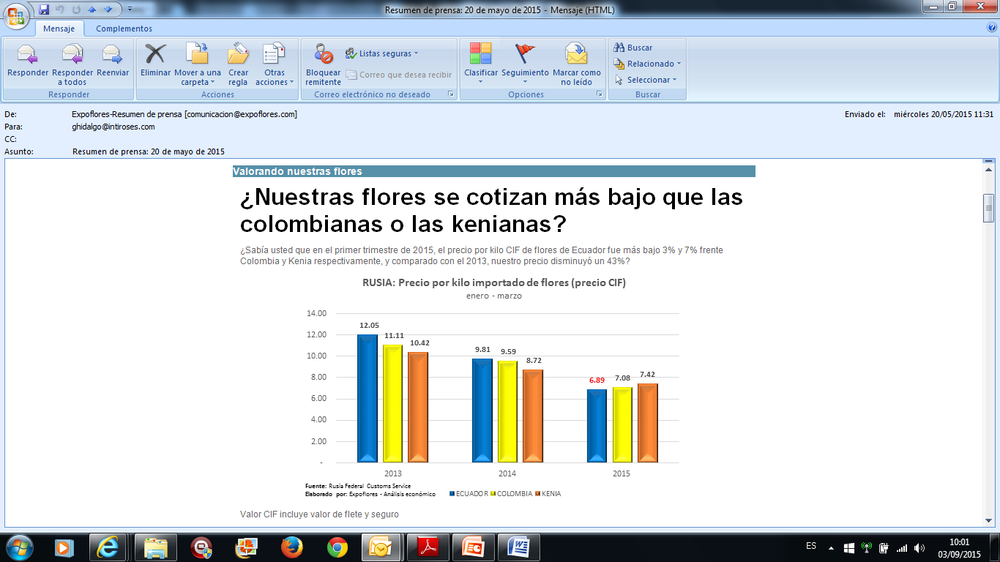 Resumen de prensa: 20 de mayo de 2015 - Mensaje (HTML)
Mensaje Complementos
Responder Responder a todos Reenviar
Responder
Eliminar Mover a una carpeta Crear regla Otras acciones
Acciones
Bloquear remitente Listas seguras
Correo que desea recibir
Correo electrónico no deseado
Clasificar Seguimiento Marcar como no leído
Opciones
Buscar
Relacionado
Seleccionar
Buscar
De: Expoflores-Resumen de prensa [comunicacion@expoflores.com] Enviado el: miércoles 20/05/2015 11:31
Para: ghidalgo@intiroses.com
CC:
Asunto: Resumen de prensa: 20 de mayo de 2015
Valorando nuestras flores
¿Nuestras flores se cotizan más bajo que las
colombianas o las kenianas?
¿Sabía usted que en el primer trimestre de 2015, el precio por kilo CIF de flores de Ecuador fue más bajo 3% y 7% frente
Colombia y Kenia respectivamente, y comparado con el 2013, nuestro precio disminuyó un 43%?
RUSIA: Precio por kilo importado de flores (precio CIF)
enero - marzo
14.00
12.00
10.00
8.00
6.00
4.00
2.00
-
12.05 11.11 10.42
9.81 9.59 8.72
6.89 7.08 7.42
2013 2014 2015
Fuente: Rusia Federal Customs Service
Elaborado por: Expoflores - Análisis económico
ECUADOR COLOMBIA KENIA
Valor CIF incluye valor de flete y seguro
ES
10:01
03/09/2015